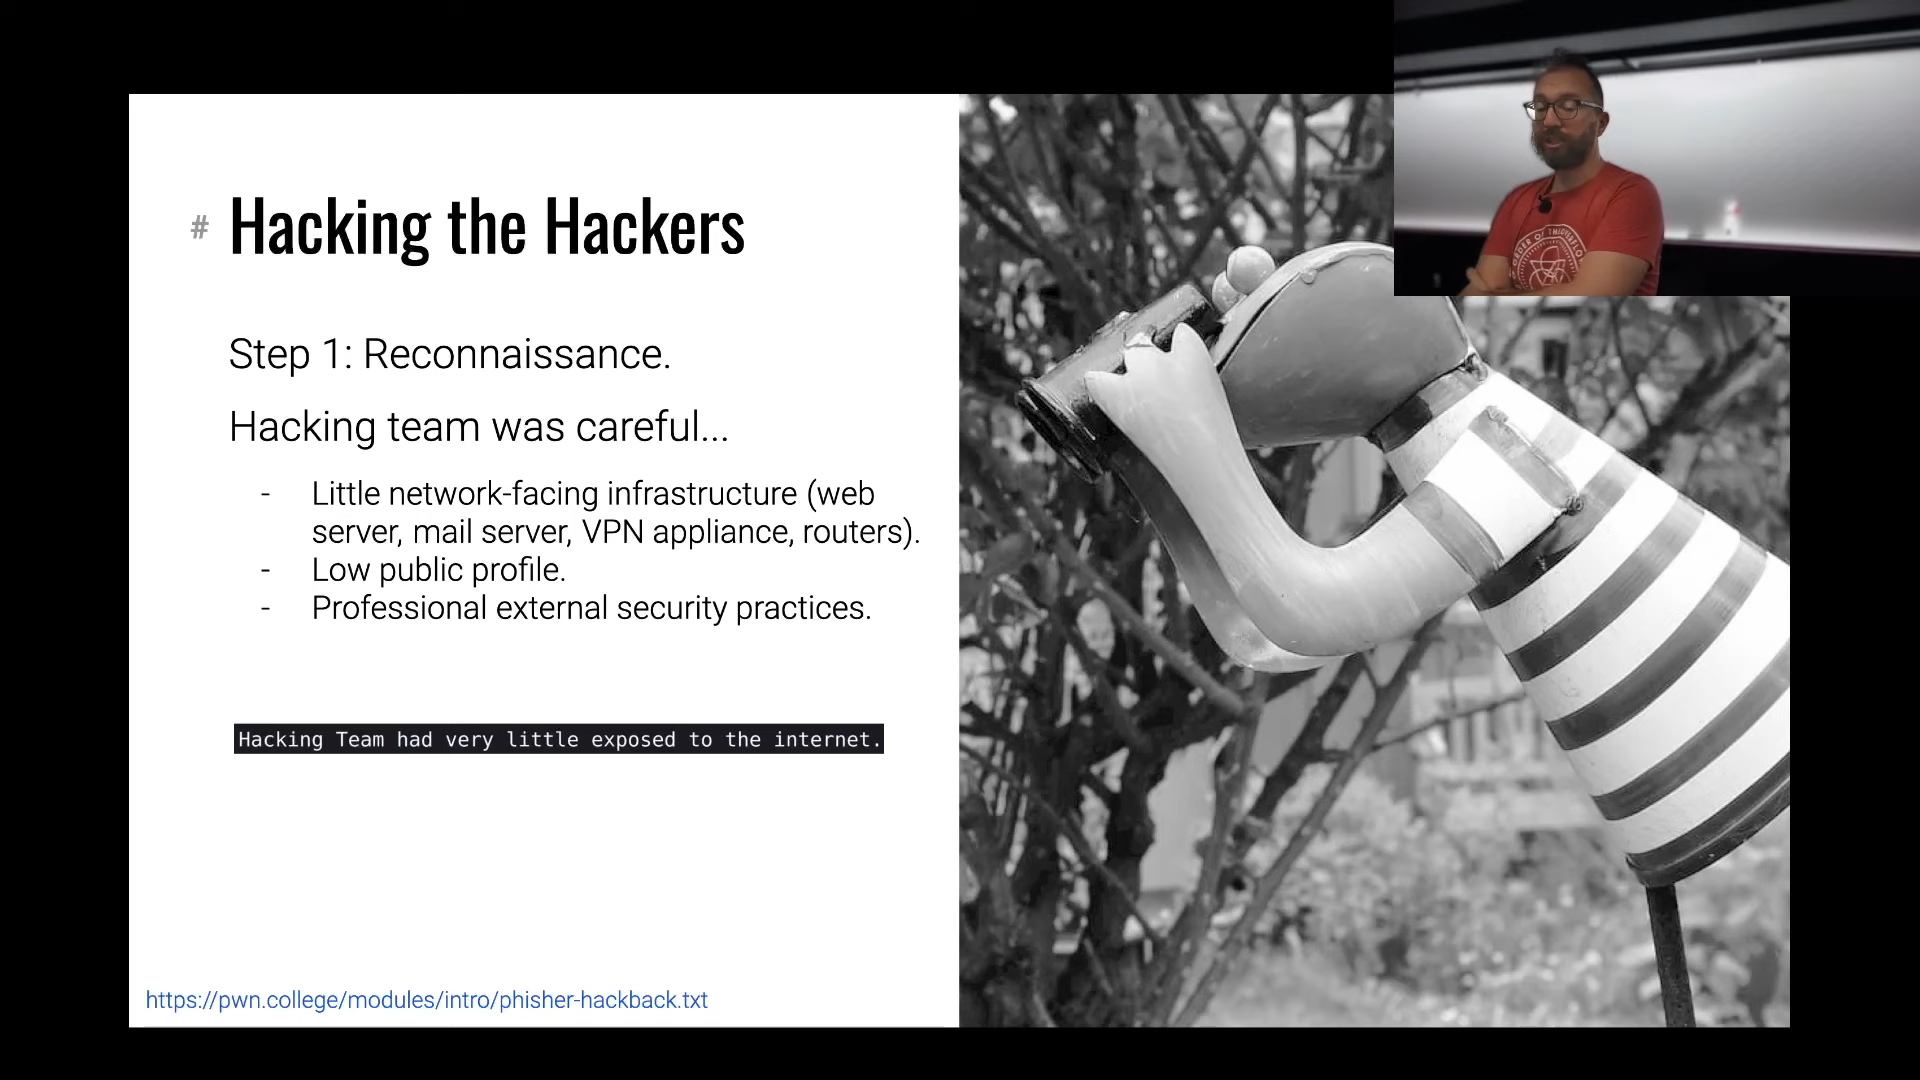 # Hacking the Hackers
Step 1: Reconnaissance.
Hacking team was careful...
- Little network-facing infrastructure (web
server, mail server, VPN appliance, routers).
- Low public profile.
- Professional external security practices.
Hacking Team had very little exposed to the internet.
https://pwn.college/modules/intro/phisher-hackback.txt
ORDER OF